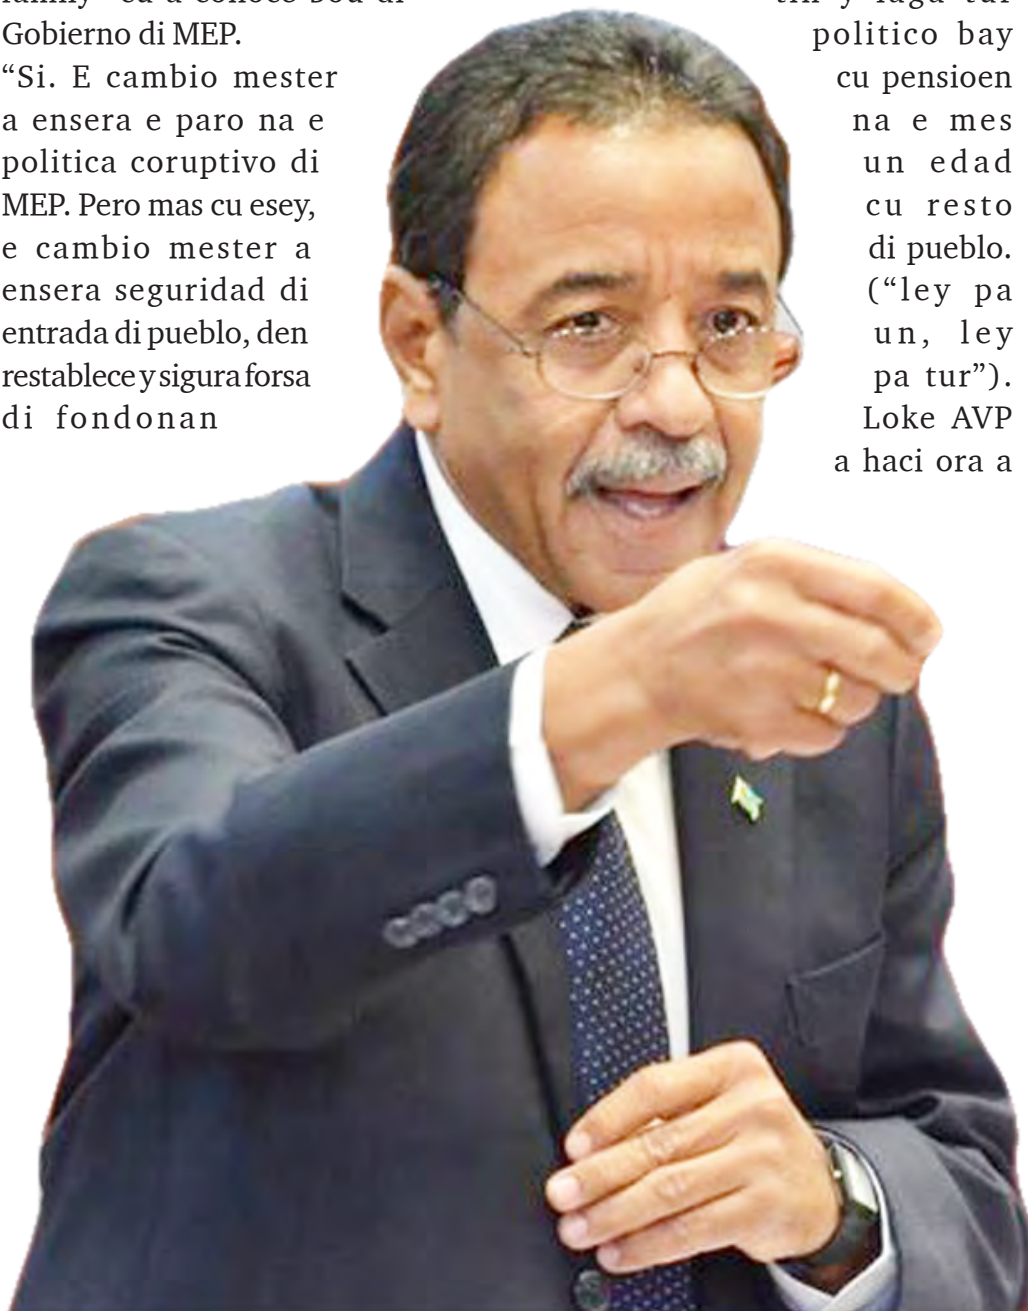 Gobierno di MEP.
“Si. E cambio mester
a ensera e paro na e
politica coruptivo di
MEP. Pero mas cu esey,
e cambio mester a
ensera seguridad di
entrada di pueblo, den
restablece y sigura forsa
di fondonan
politico bay
cu pensioen
na e mes
un edad
cu resto
di pueblo.
(“ley pa
un, ley
pa tur”).
Loke AVP
a haci ora a